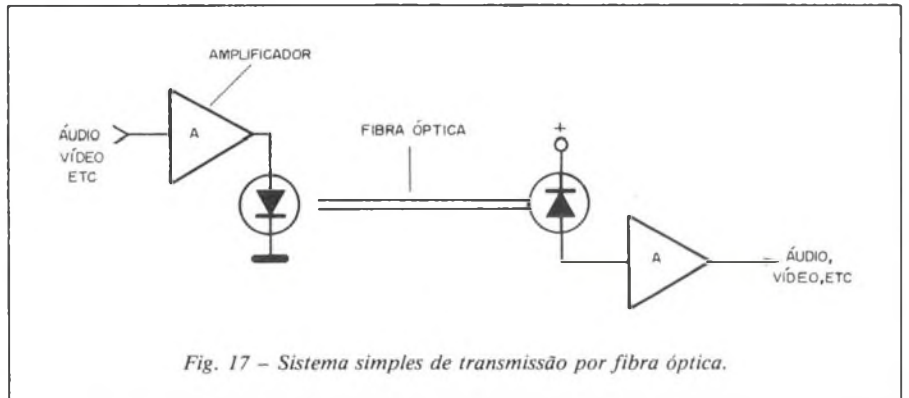 AMPLIFICADOR
ÁUDIO
VÍDEO
ETC
A
FIBRA ÓPTICA
+
A
ÁUDIO,
VÍDEO,ETC
Fig. 17 – Sistema simples de transmissão por fibra óptica.